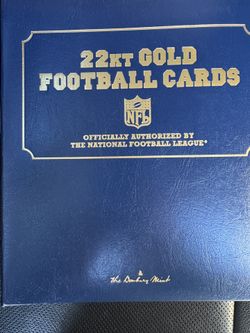 22KT GOLD
FOOTBALL CARDS
NFL
OFFICIALLY AUTHORIZED BY
THE NATIONAL FOOTBALL LEAGUE®
The Danbury Mint